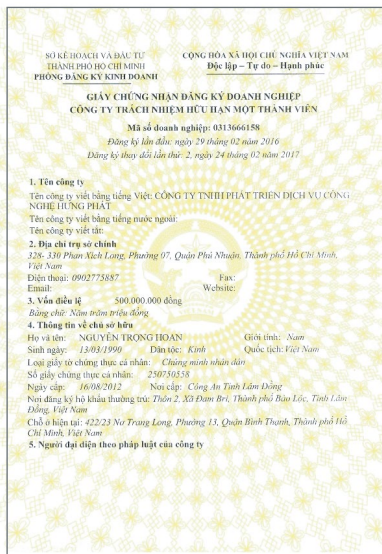 SỞ KẾ HOẠCH VÀ ĐẦU TƯ
THÀNH PHỐ HỒ CHÍ MINH
PHÒNG ĐĂNG KÝ KINH DOANH
CỘNG HÒA XÃ HỘI CHỦ NGHĨA VIỆT NAM
Độc lập – Tự do – Hạnh phúc
GIẤY CHỨNG NHẬN ĐĂNG KÝ DOANH NGHIỆP
CÔNG TY TRÁCH NHIỆM HỮU HẠN MỘT THÀNH VIÊN
Mã số doanh nghiệp: 0313666158
Đăng ký lần đầu: ngày 29 tháng 02 năm 2016
Đăng ký thay đổi lần thứ: 2, ngày 24 tháng 02 năm 2017
1. Tên công ty
Tên công ty viết bằng tiếng Việt: CÔNG TY TNHH PHÁT TRIỂN DỊCH VỤ CÔNG
NGHỆ HƯNG PHÁT
Tên công ty viết bằng tiếng nước ngoài:
Tên công ty viết tắt:
2. Địa chỉ trụ sở chính
328- 330 Phan Xích Long, Phường 07, Quận Phú Nhuận, Thành phố Hồ Chí Minh,
Việt Nam
Điện thoại: 0902775887 Fax:
Email: Website:
3. Vốn điều lệ 500.000.000 đồng
Bằng chữ: Năm trăm triệu đồng
4. Thông tin về chủ sở hữu
Họ và tên: NGUYỄN TRỌNG HOAN Giới tính: Nam
Sinh ngày: 13/03/1990 Dân tộc: Kinh Quốc tịch: Việt Nam
Loại giấy tờ chứng thực cá nhân: Chứng minh nhân dân
Số giấy chứng thực cá nhân: 250750558
Ngày cấp: 16/08/2012 Nơi cấp: Công An Tỉnh Lâm Đồng
Nơi đăng ký hộ khẩu thường trú: Thôn 2, Xã Đam Bri, Thành phố Bảo Lộc, Tỉnh Lâm
Đồng, Việt Nam
Chỗ ở hiện tại: 422/23 Nơ Trang Long, Phường 13, Quận Bình Thạnh, Thành phố Hồ
Chí Minh, Việt Nam
5. Người đại diện theo pháp luật của công ty